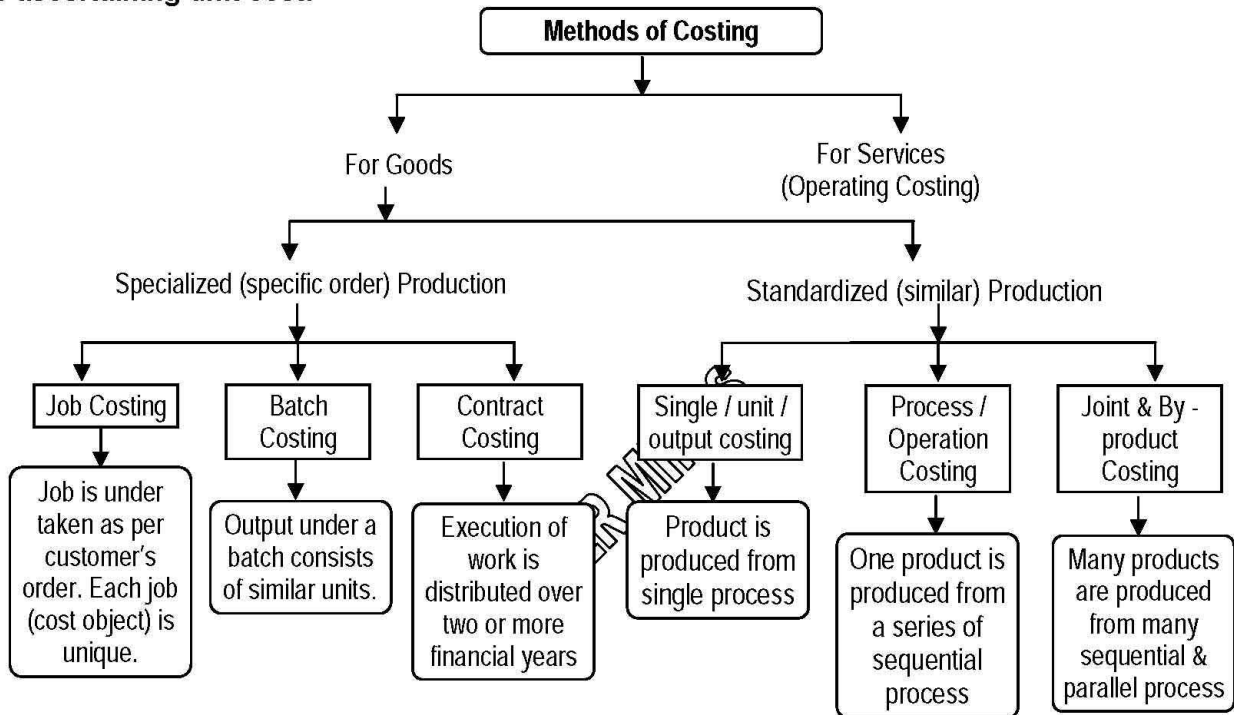 Methods of Costing
For Goods
For Services
(Operating Costing)
Specialized (specific order) Production
Standardized (similar) Production
Job Costing
Batch
Costing
Contract
Costing
Single / unit /
output costing
Process /
Operation
Costing
Joint & By -
product
Costing
Job is under
taken as per
customer's
order. Each job
(cost object) is
unique.
Output under a
batch consists
of similar units.
Execution of
work is
distributed over
two or more
financial years
Product is
produced from
single process
One product is
produced from
a series of
sequential
process
Many products
are produced
from many
sequential &
parallel process